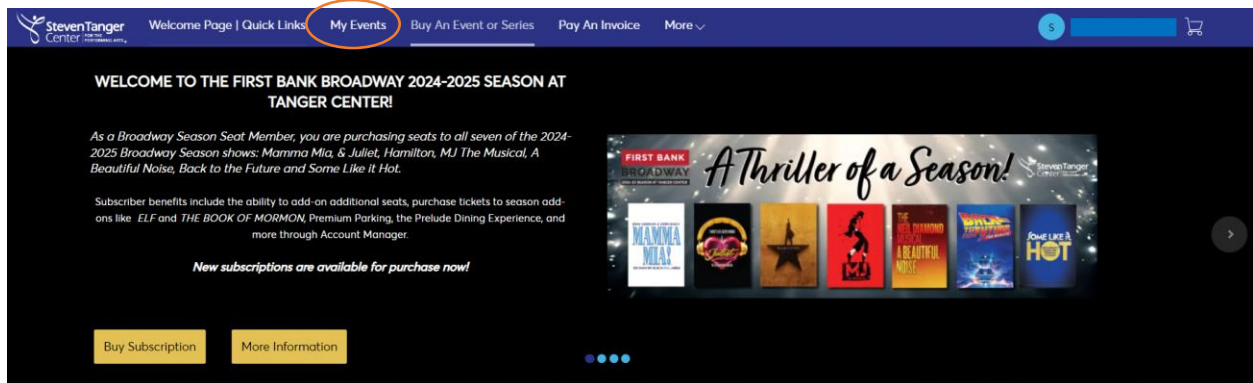 StevenTanger
Center FOR THE PERFORMING ARTS
Welcome Page | Quick Links
My Events
Buy An Event or Series
Pay An Invoice
More
S
WELCOME TO THE FIRST BANK BROADWAY 2024-2025 SEASON AT
TANGER CENTER!
As a Broadway Season Seat Member, you are purchasing seats to all seven of the 2024-
2025 Broadway Season shows: Mamma Mia, & Juliet, Hamilton, MJ The Musical, A
Beautiful Noise, Back to the Future and Some Like it Hot.
Subscriber benefits include the ability to add-on additional seats, purchase tickets to season add-
ons like ELF and THE BOOK OF MORMON, Premium Parking, the Prelude Dining Experience, and
more through Account Manager.
New subscriptions are available for purchase now!
Buy Subscription
More Information
FIRST BANK
BROADWAY
A Thriller of a Season!
StevenTanger
Center
MAMMA
MIA!
&Juliet
MJ
THE
NEIL DIAMOND
MUSICAL
A BEAUTIFUL
NOISE
BACK
TO THE
FUTURE
SOME LIKE IT
HOT